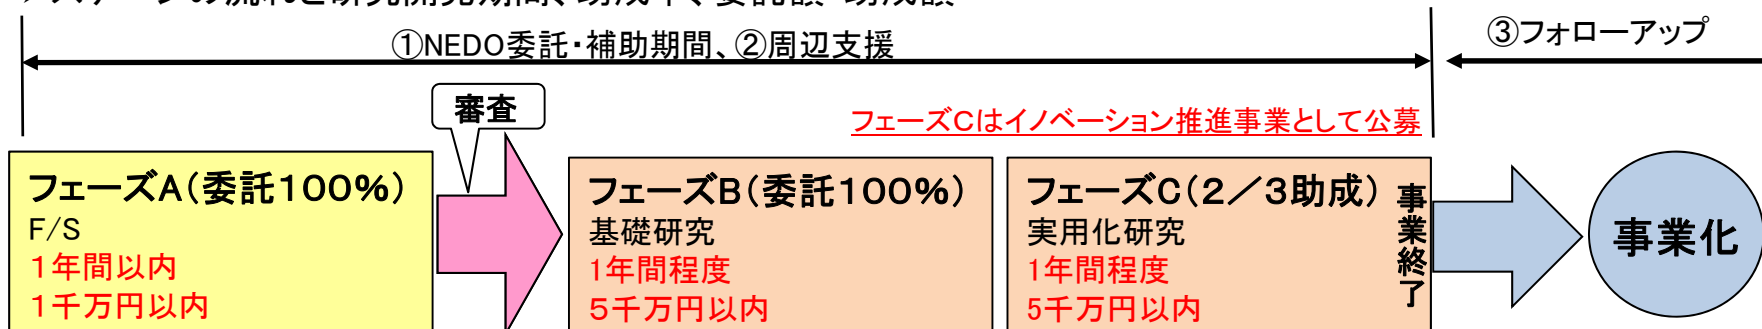 ①NEDO委託・補助期間、②周辺支援
③フォローアップ
審査
フェーズCはイノベーション推進事業として公募
フェーズA(委託100%)
F/S
1年間以内
1千万円以内
フェーズB(委託100%)
基礎研究
1年間程度
5千万円以内
フェーズC(2/3助成)
実用化研究
1年間程度
5千万円以内
事業終了
事業化